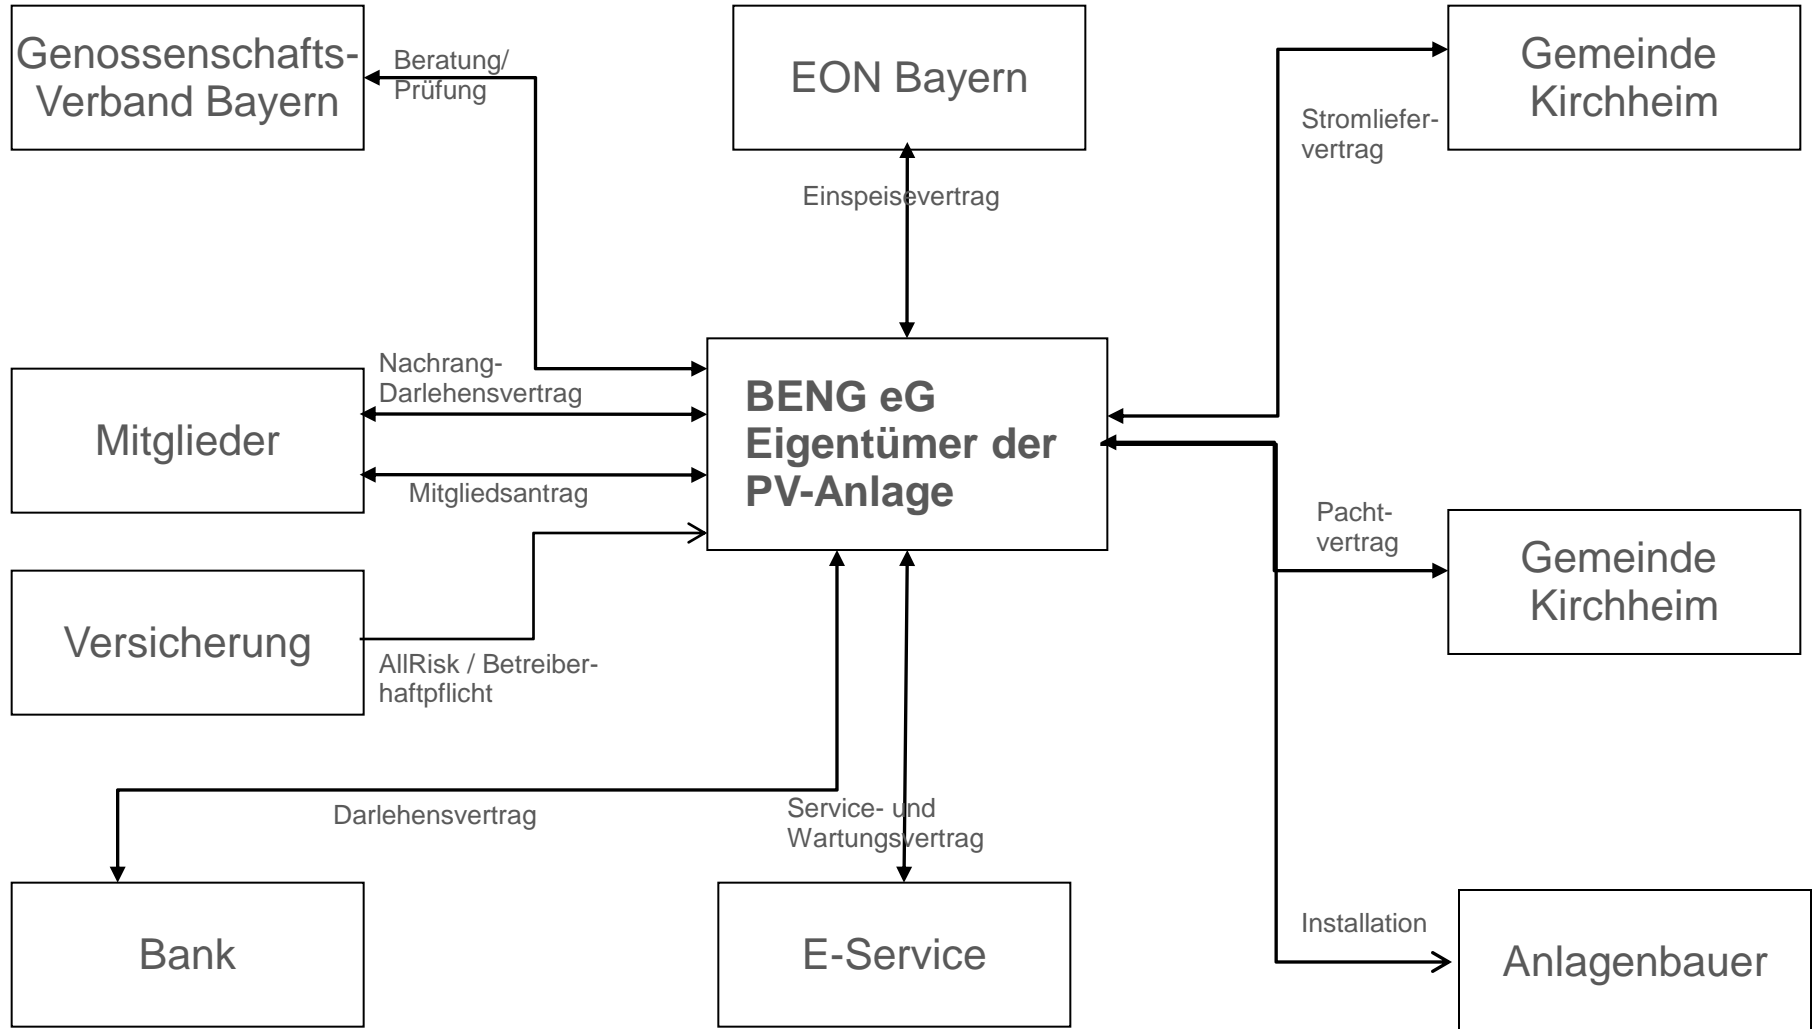 Genossenschafts-
Verband Bayern
Beratung/
Prüfung
EON Bayern
Gemeinde
Kirchheim
Stromliefer-
vertrag
Einspeisevertrag
Nachrang-
Darlehensvertrag
Mitglieder
Mitgliedsantrag
BENG eG
Eigentümer der
PV-Anlage
Pacht-
vertrag
Gemeinde
Kirchheim
Versicherung
AllRisk / Betreiber-
haftpflicht
Darlehensvertrag
Service- und
Wartungsvertrag
Bank
E-Service
Installation
Anlagenbauer